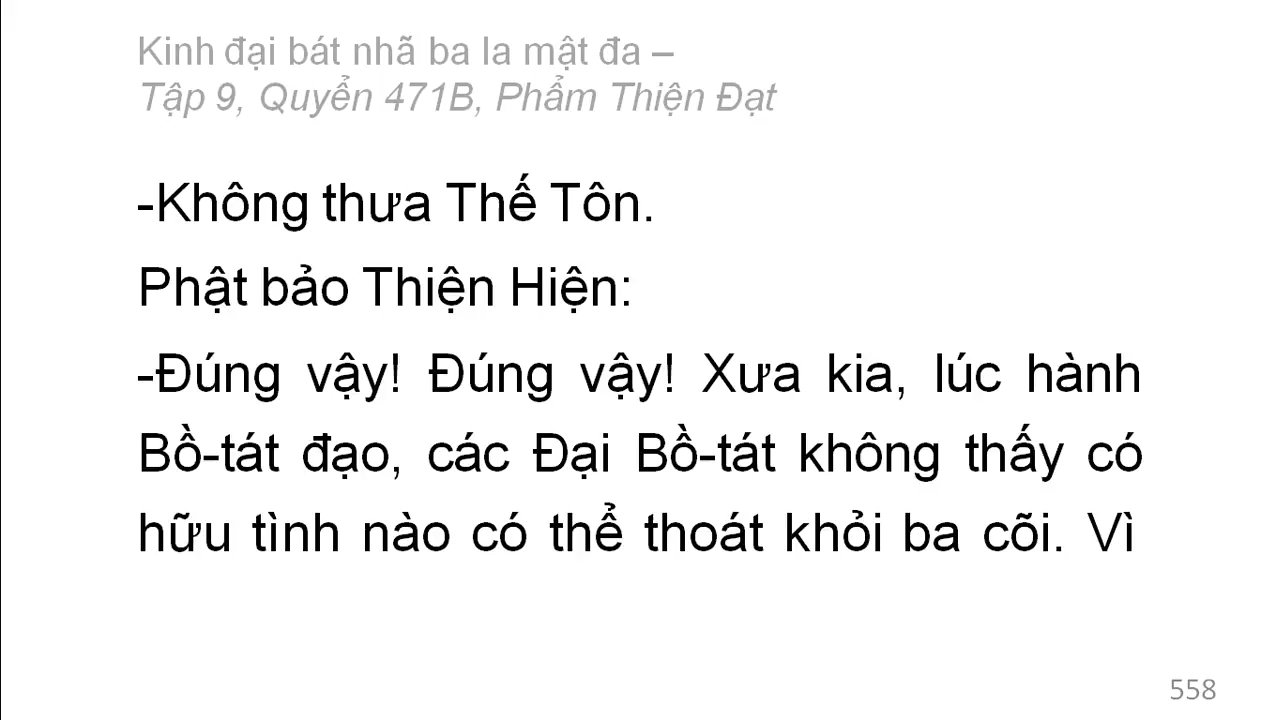 Kinh đại bát nhã ba la mật đa –
Tập 9, Quyển 471B, Phẩm Thiện Đạt
-Không thưa Thế Tôn.
Phật bảo Thiện Hiện:
-Đúng vậy! Đúng vậy! Xưa kia, lúc hành
Bồ-tát đạo, các Đại Bồ-tát không thấy có
hữu tình nào có thể thoát khỏi ba cõi. Vì
558